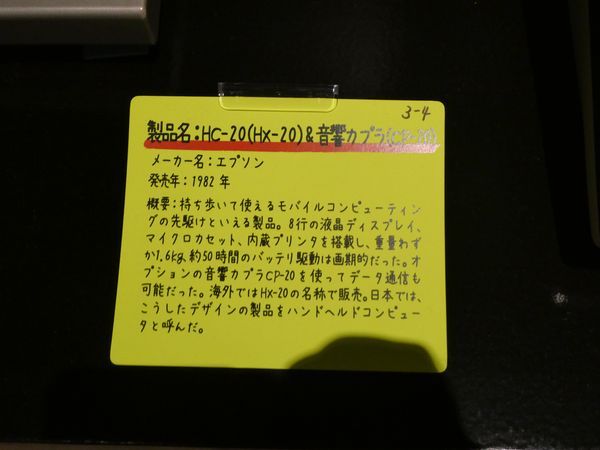 3-4
製品名：HC-20(HX-20)&音響カプラ(CP-20)
メーカー名：エプソン
発売年：1982年
概要：持ち歩いて使えるモバイルコンピューティン
グの先駆けといえる製品。8行の液晶ディスプレイ、
マイクロカセット、内蔵プリンタを搭載し、重量わず
か1.6kg、約50時間のバッテリ駆動は画期的だった。オ
プションの音響カプラCP-20を使ってデータ通信も
可能だった。海外ではHX-20の名称で販売。日本では、
こうしたデザインの製品をハンドヘルドコンピュー
タと呼んだ。